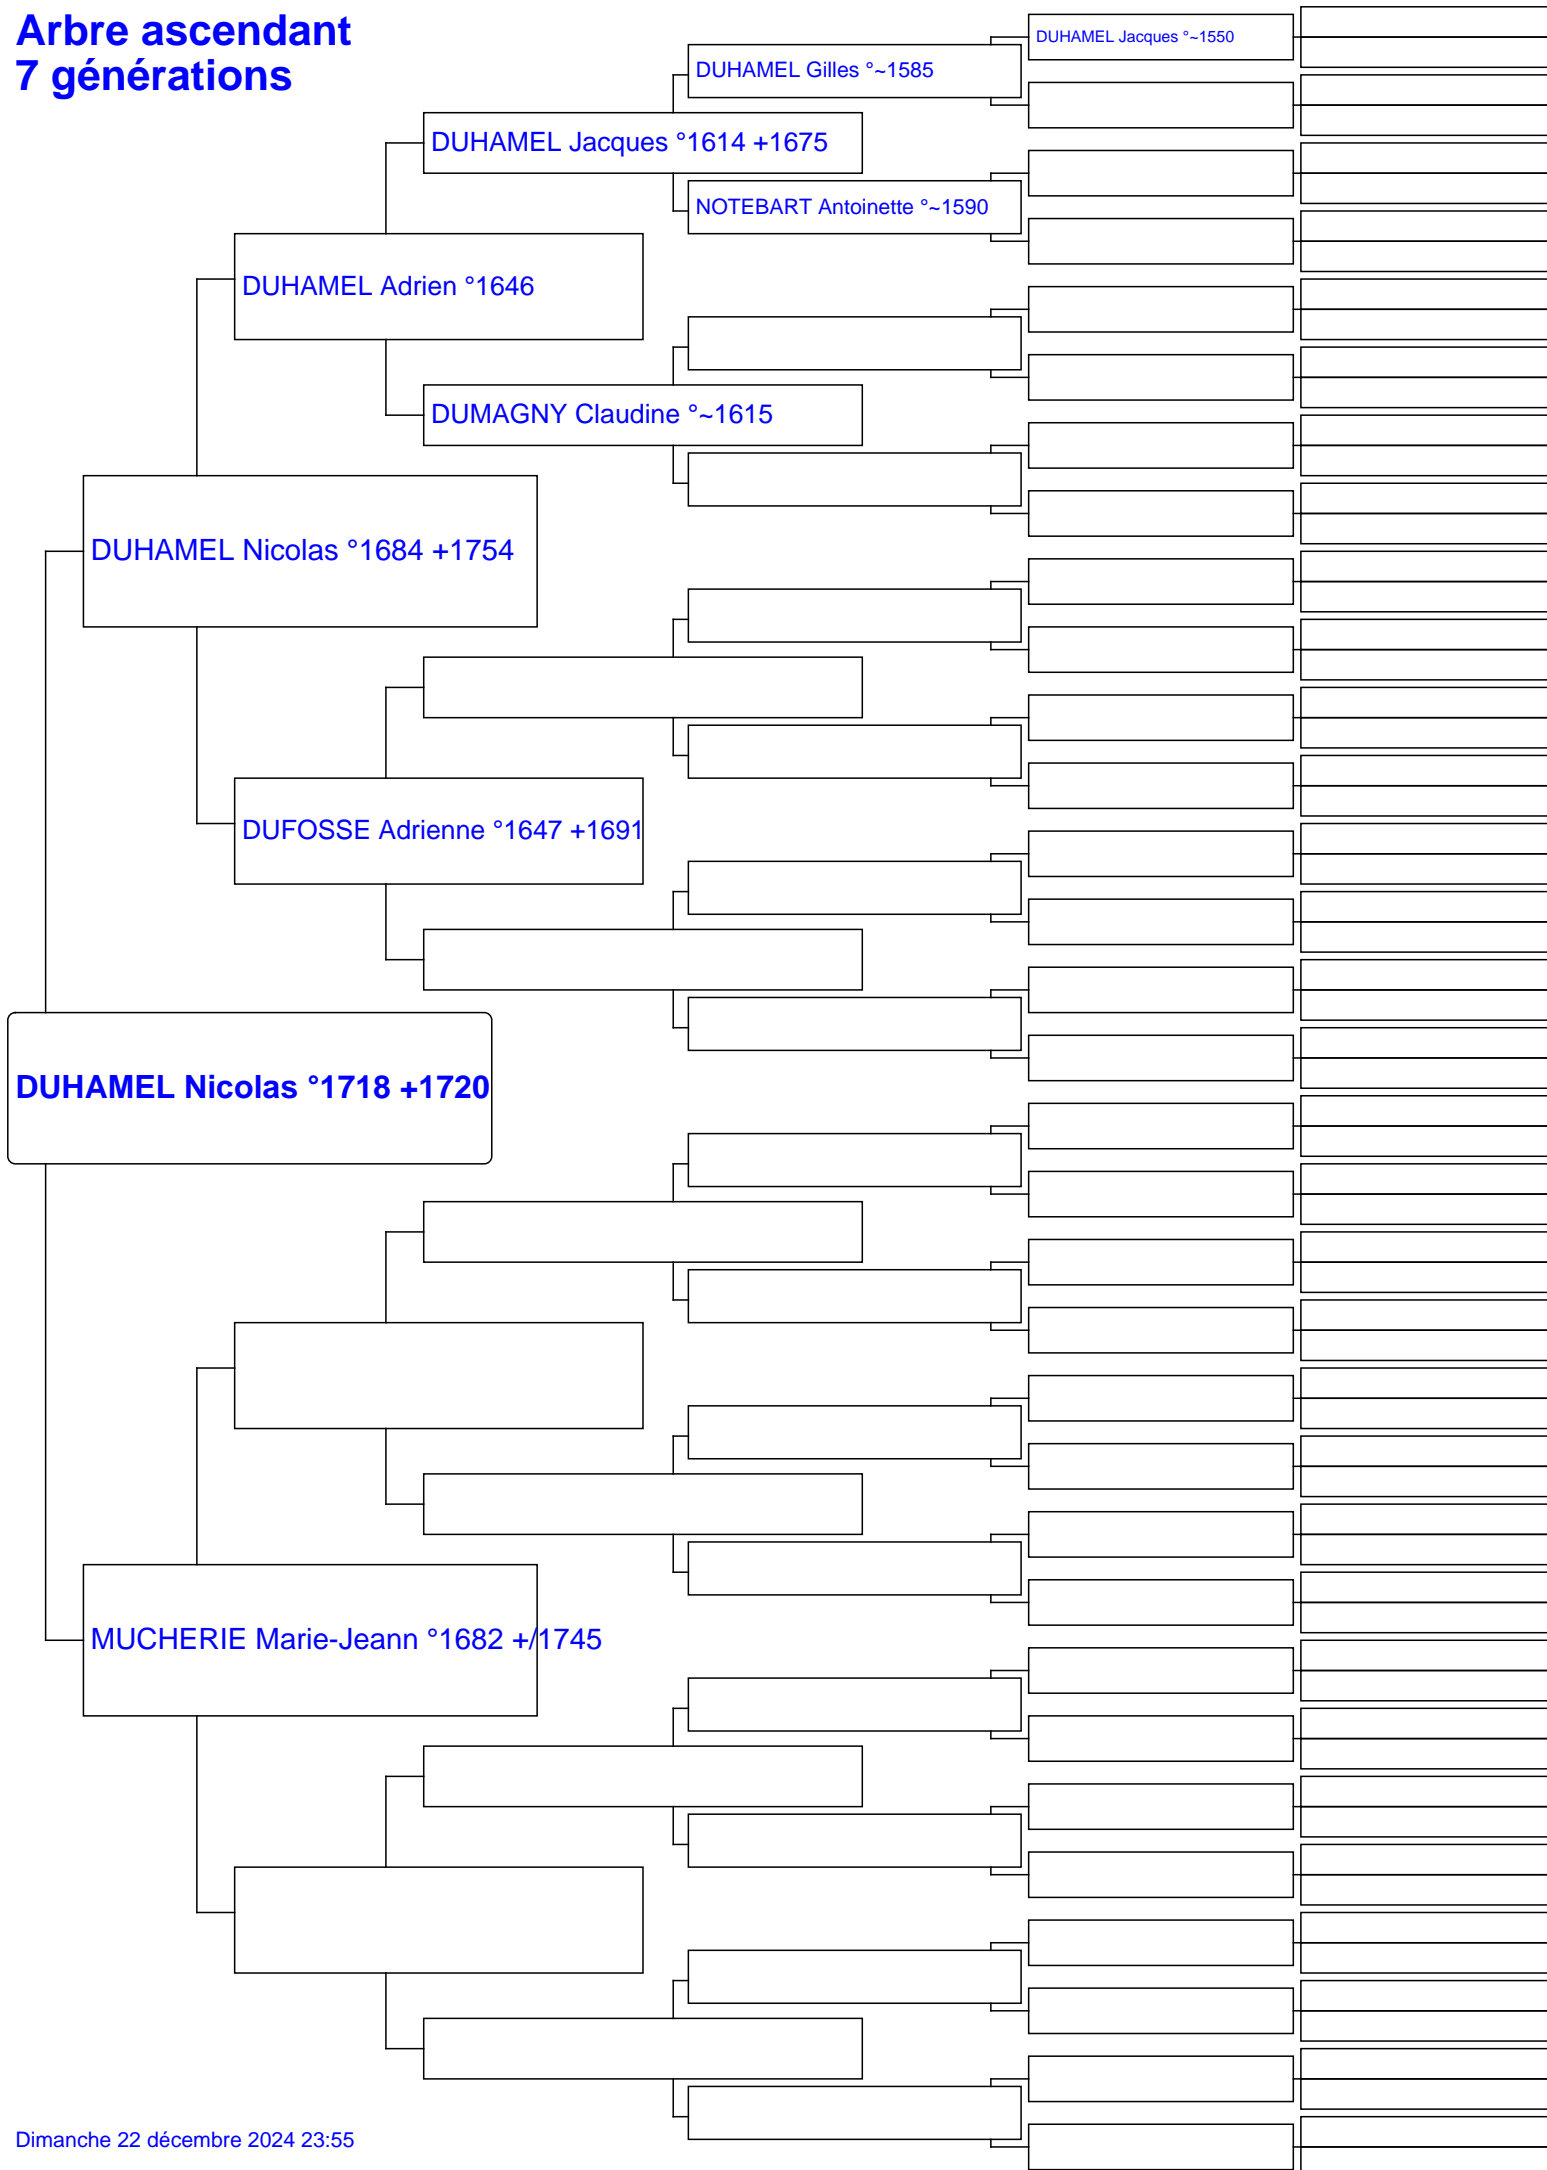 Arbre ascendant
7 générations
DUHAMEL Jacques °~1550
DUHAMEL Gilles °~1585
DUHAMEL Jacques °1614 +1675
NOTEBART Antoinette °~1590
DUHAMEL Adrien °1646
DUMAGNY Claudine °~1615
DUHAMEL Nicolas °1684 +1754
DUFOSSE Adrienne °1647 +1691
DUHAMEL Nicolas °1718 +1720
MUCHERIE Marie-Jeann °1682 +/1745
Dimanche 22 décembre 2024 23:55